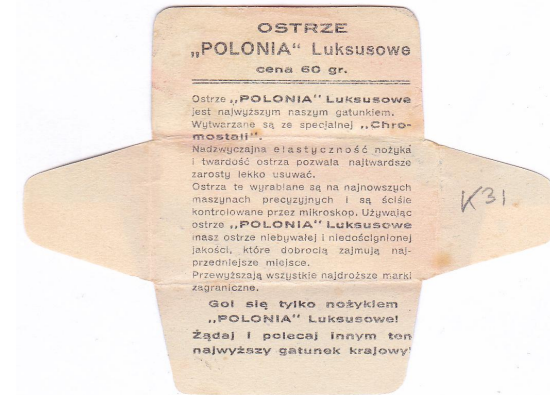 OSTRZE
„POLONIA“ Luksusowe
cena 60 gr.
Ostrze „POLONIA“ Luksusowe
jest najwyższym naszym gatunkiem.
Wytwarzane są ze specjalnej „Chro-
mostali“.
Nadzwyczajna elastyczność nożyka
i twardość ostrza pozwala najtwardsze
zarosty lekko usuwać.
Ostrza te wyrabiane są na najnowszych
maszynach precyzyjnych i są ściśle
kontrolowane przez mikroskop. Używając
ostrze „POLONIA“ Luksusowe
masz ostrze niebywałej i niedoścignionej
jakości, które dobrocią zajmują naj-
przedniejsze miejsce.
Przewyższają wszystkie najdroższe marki
zagraniczne.
Gol się tylko nożykiem
„POLONIA“ Luksusowe!
Żądaj i polecaj innym ten
najwyższy gatunek krajowy!
K31